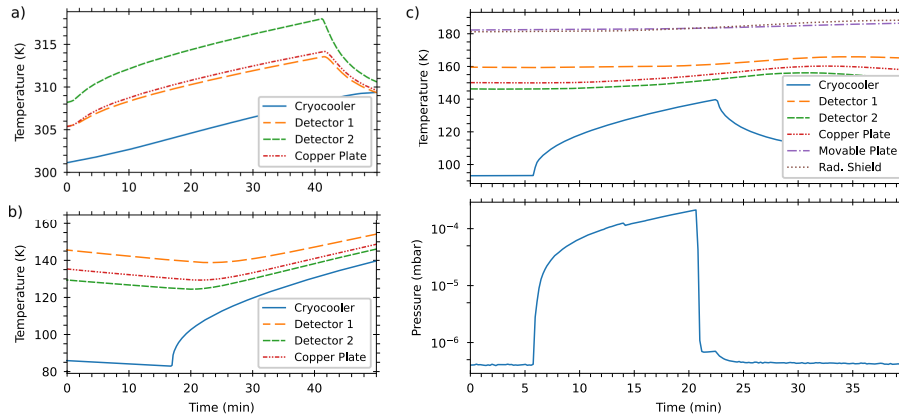 a)
Temperature (K)
315
310
305
300
0
10
20
30
40
Cryocooler
Detector 1
Detector 2
Copper Plate
b)
Temperature (K)
160
140
120
100
80
0
10
20
30
40
Time (min)
Cryocooler
Detector 1
Detector 2
Copper Plate
c)
Temperature (K)
180
160
140
120
100
Cryocooler
Detector 1
Detector 2
Copper Plate
Movable Plate
Rad. Shield
Pressure (mbar)
10⁻⁴
10⁻⁵
10⁻⁶
0
5
10
15
20
25
30
35
Time (min)